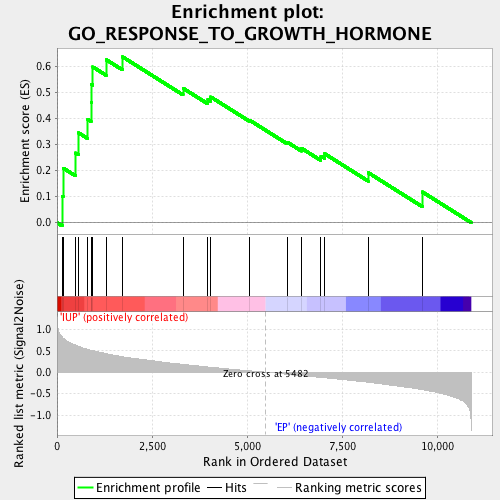 Enrichment plot:
GO_RESPONSE_TO_GROWTH_HORMONE
Enrichment score (ES)
0.6
0.5
0.4
0.3
0.2
0.1
0.0
Ranked list metric (Signal2Noise)
'IUP' (positively correlated)
1.0
0.5
0.0
-0.5
-1.0
Zero cross at 5482
'EP' (negatively correlated)
0
2,500
5,000
7,500
10,000
Rank in Ordered Dataset
Enrichment profile
Hits
Ranking metric scores